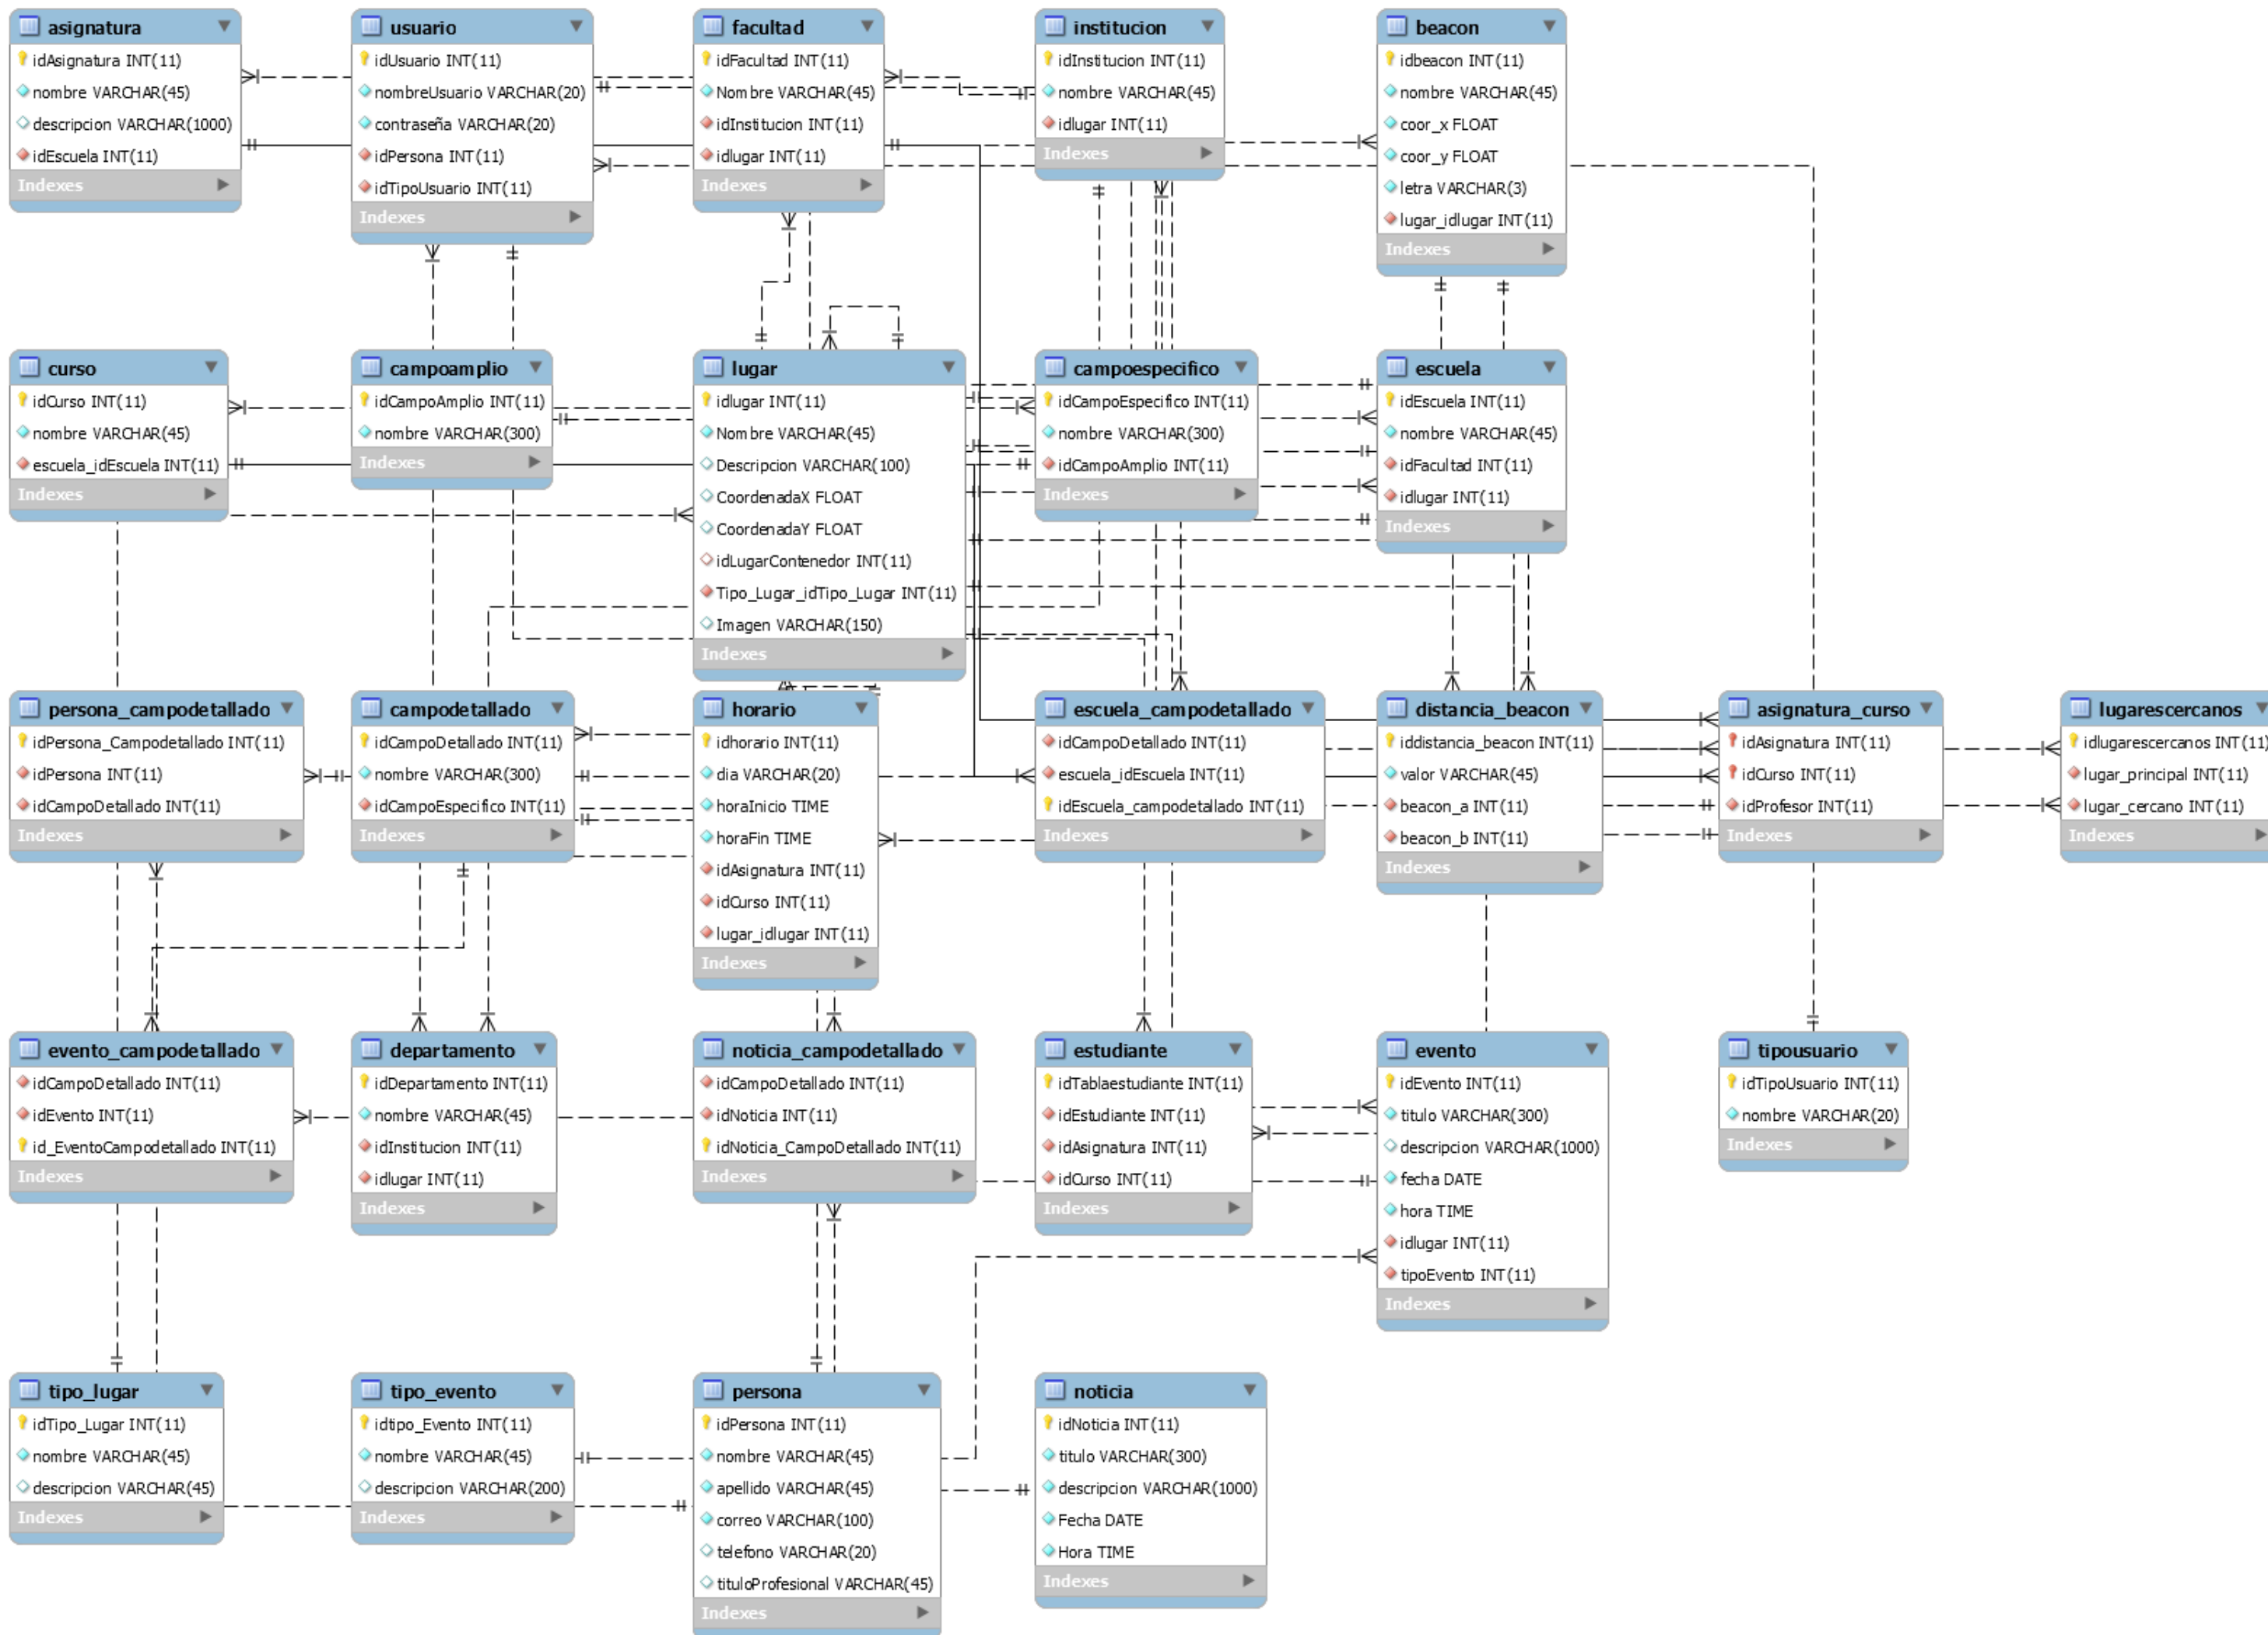 asignatura
idAsignatura INT(11)
nombre VARCHAR(45)
descripcion VARCHAR(1000)
idEscuela INT(11)
Indexes
usuario
idUsuario INT(11)
nombreUsuario VARCHAR(20)
contraseña VARCHAR(20)
idPersona INT(11)
idTipoUsuario INT(11)
Indexes
facultad
idFacultad INT(11)
Nombre VARCHAR(45)
idInstitucion INT(11)
idlugar INT(11)
Indexes
institucion
idInstitucion INT(11)
nombre VARCHAR(45)
idlugar INT(11)
Indexes
beacon
idbeacon INT(11)
nombre VARCHAR(45)
coor_x FLOAT
coor_y FLOAT
letra VARCHAR(3)
lugar_idlugar INT(11)
Indexes
curso
idCurso INT(11)
nombre VARCHAR(45)
escuela_idEscuela INT(11)
Indexes
campoamplio
idCampoAmplio INT(11)
nombre VARCHAR(300)
Indexes
lugar
idlugar INT(11)
Nombre VARCHAR(45)
Descripcion VARCHAR(100)
CoordenadaX FLOAT
CoordenadaY FLOAT
idLugarContenedor INT(11)
Tipo_Lugar_idTipo_Lugar INT(11)
Imagen VARCHAR(150)
Indexes
campoespecifico
idCampoEspecifico INT(11)
nombre VARCHAR(300)
idCampoAmplio INT(11)
Indexes
escuela
idEscuela INT(11)
nombre VARCHAR(45)
idFacultad INT(11)
idlugar INT(11)
Indexes
persona_campodetallado
idPersona_Campodetallado INT(11)
idPersona INT(11)
idCampoDetallado INT(11)
Indexes
campodetallado
idCampoDetallado INT(11)
nombre VARCHAR(300)
idCampoEspecifico INT(11)
Indexes
horario
idhorario INT(11)
dia VARCHAR(20)
horaInicio TIME
horaFin TIME
idAsignatura INT(11)
idCurso INT(11)
lugar_idlugar INT(11)
Indexes
escuela_campodetallado
idCampoDetallado INT(11)
escuela_idEscuela INT(11)
idEscuela_campodetallado INT(11)
Indexes
distancia_beacon
iddistancia_beacon INT(11)
valor VARCHAR(45)
beacon_a INT(11)
beacon_b INT(11)
Indexes
asignatura_curso
idAsignatura INT(11)
idCurso INT(11)
idProfesor INT(11)
Indexes
lugarescercanos
idlugarescercanos INT(11)
lugar_principal INT(11)
lugar_cercano INT(11)
Indexes
evento_campodetallado
idCampoDetallado INT(11)
idEvento INT(11)
id_EventoCampodetallado INT(11)
Indexes
departamento
idDepartamento INT(11)
nombre VARCHAR(45)
idInstitucion INT(11)
idlugar INT(11)
Indexes
noticia_campodetallado
idCampoDetallado INT(11)
idNoticia INT(11)
idNoticia_CampoDetallado INT(11)
Indexes
estudiante
idTablaestudiante INT(11)
idEstudiante INT(11)
idAsignatura INT(11)
idCurso INT(11)
Indexes
evento
idEvento INT(11)
titulo VARCHAR(300)
descripcion VARCHAR(1000)
fecha DATE
hora TIME
idlugar INT(11)
tipoEvento INT(11)
Indexes
tipousuario
idTipoUsuario INT(11)
nombre VARCHAR(20)
Indexes
tipo_lugar
idTipo_Lugar INT(11)
nombre VARCHAR(45)
descripcion VARCHAR(45)
Indexes
tipo_evento
idtipo_Evento INT(11)
nombre VARCHAR(45)
descripcion VARCHAR(200)
Indexes
persona
idPersona INT(11)
nombre VARCHAR(45)
apellido VARCHAR(45)
correo VARCHAR(100)
telefono VARCHAR(20)
tituloProfesional VARCHAR(45)
Indexes
noticia
idNoticia INT(11)
titulo VARCHAR(300)
descripcion VARCHAR(1000)
Fecha DATE
Hora TIME
Indexes